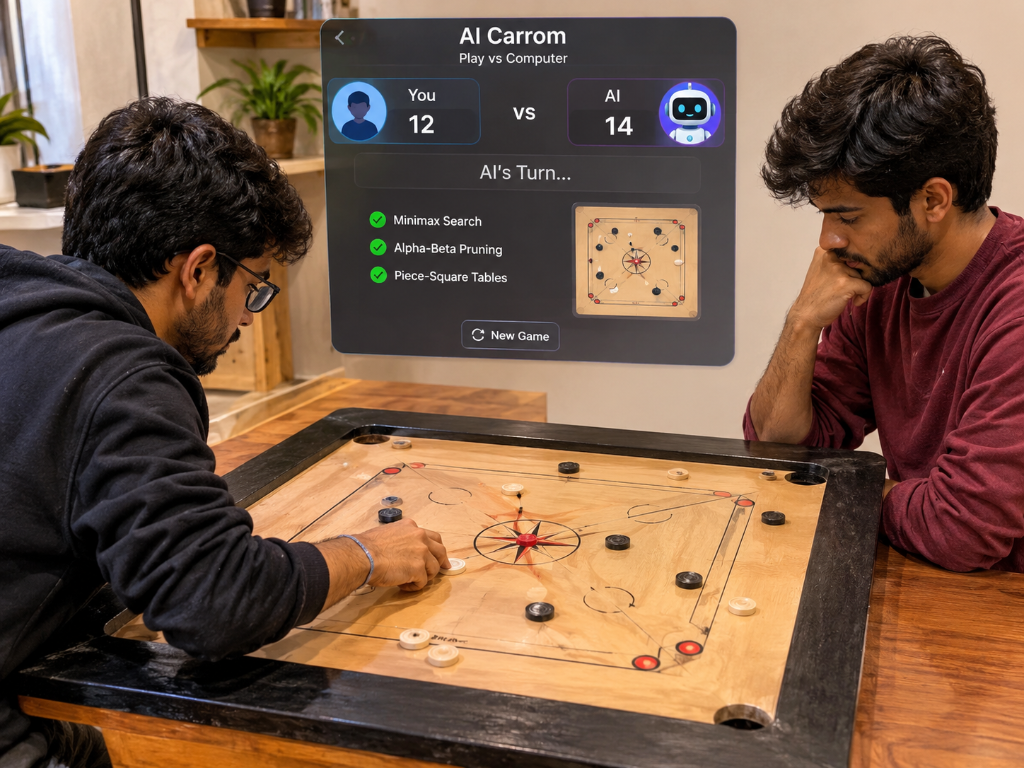 AI Carrom
Play vs Computer
You
12
vs
AI
14
AI's Turn...
Minimax Search
Alpha-Beta Pruning
Piece-Square Tables
New Game